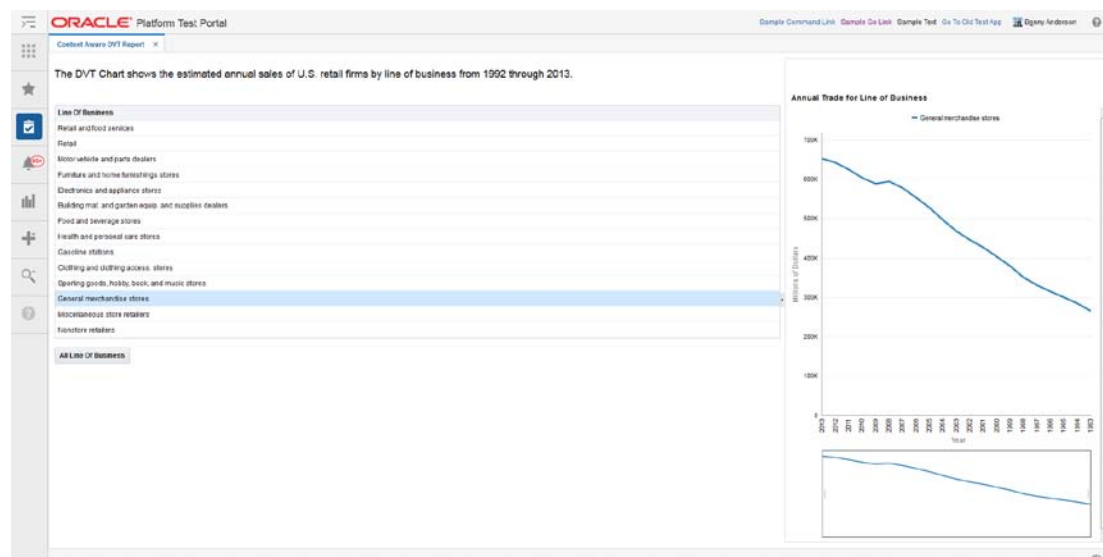 ORACLE Platform Test Portal
Sample Command Link Sample Go Link Sample Text Go To Old Test App Anderson
Context Aware DVT Report ×
The DVT Chart shows the estimated annual sales of U.S. retail firms by line of business from 1992 through 2013.
Line Of Business
Retail and food services
Retail
Motor vehicle and parts dealers
Furniture and home furnishings stores
Electronics and appliance stores
Building mat. and garden equip. and supplies dealers
Food and beverage stores
Health and personal care stores
Gasoline stations
Clothing and clothing access. stores
Sporting goods, hobby, book, and music stores
General merchandise stores
Miscellaneous store retailers
Nonstore retailers
All Line Of Business
Annual Trade for Line of Business
General merchandise stores
700K
600K
500K
400K
300K
200K
100K
0
Millions of Dollars
2013 2012 2011 2010 2009 2008 2007 2006 2005 2004 2003 2002 2001 2000 1999 1998 1997 1996 1995 1994 1993
Year